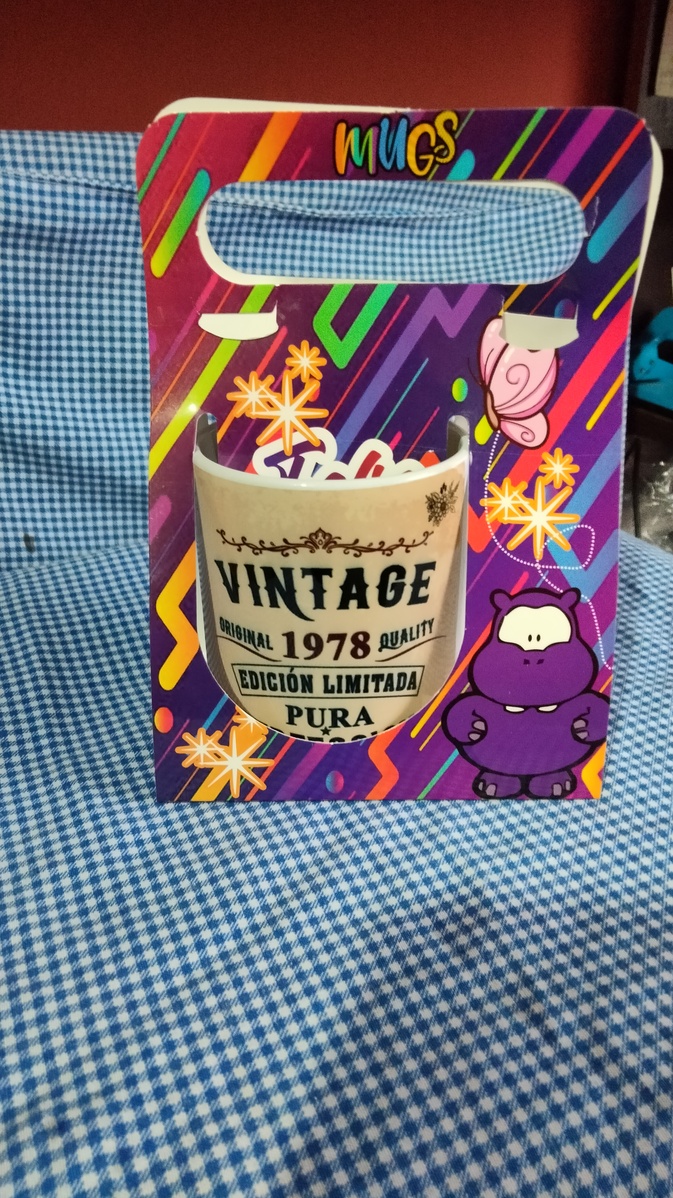 MUGS
VINTAGE
ORIGINAL 1978 QUALITY
EDICIÓN LIMITADA
PURA